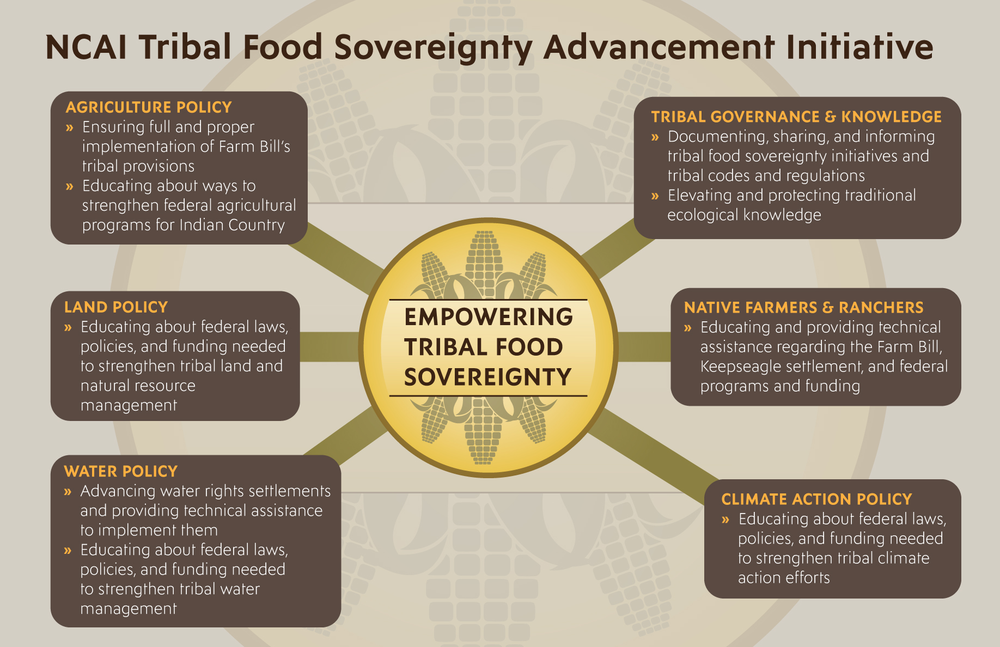 NCAI Tribal Food Sovereignty Advancement Initiative
AGRICULTURE POLICY
» Ensuring full and proper
implementation of Farm Bill's
tribal provisions
» Educating about ways to
strengthen federal agricultural
programs for Indian Country
LAND POLICY
» Educating about federal laws,
policies, and funding needed
to strengthen tribal land and
natural resource
management
WATER POLICY
» Advancing water rights settlements
and providing technical assistance
to implement them
» Educating about federal laws,
policies, and funding needed
to strengthen tribal water
management
EMPOWERING
TRIBAL FOOD
SOVEREIGNTY
TRIBAL GOVERNANCE & KNOWLEDGE
» Documenting, sharing, and informing
tribal food sovereignty initiatives and
tribal codes and regulations
» Elevating and protecting traditional
ecological knowledge
NATIVE FARMERS & RANCHERS
» Educating and providing technical
assistance regarding the Farm Bill,
Keepseagle settlement, and federal
programs and funding
CLIMATE ACTION POLICY
» Educating about federal laws,
policies, and funding needed
to strengthen tribal climate
action efforts